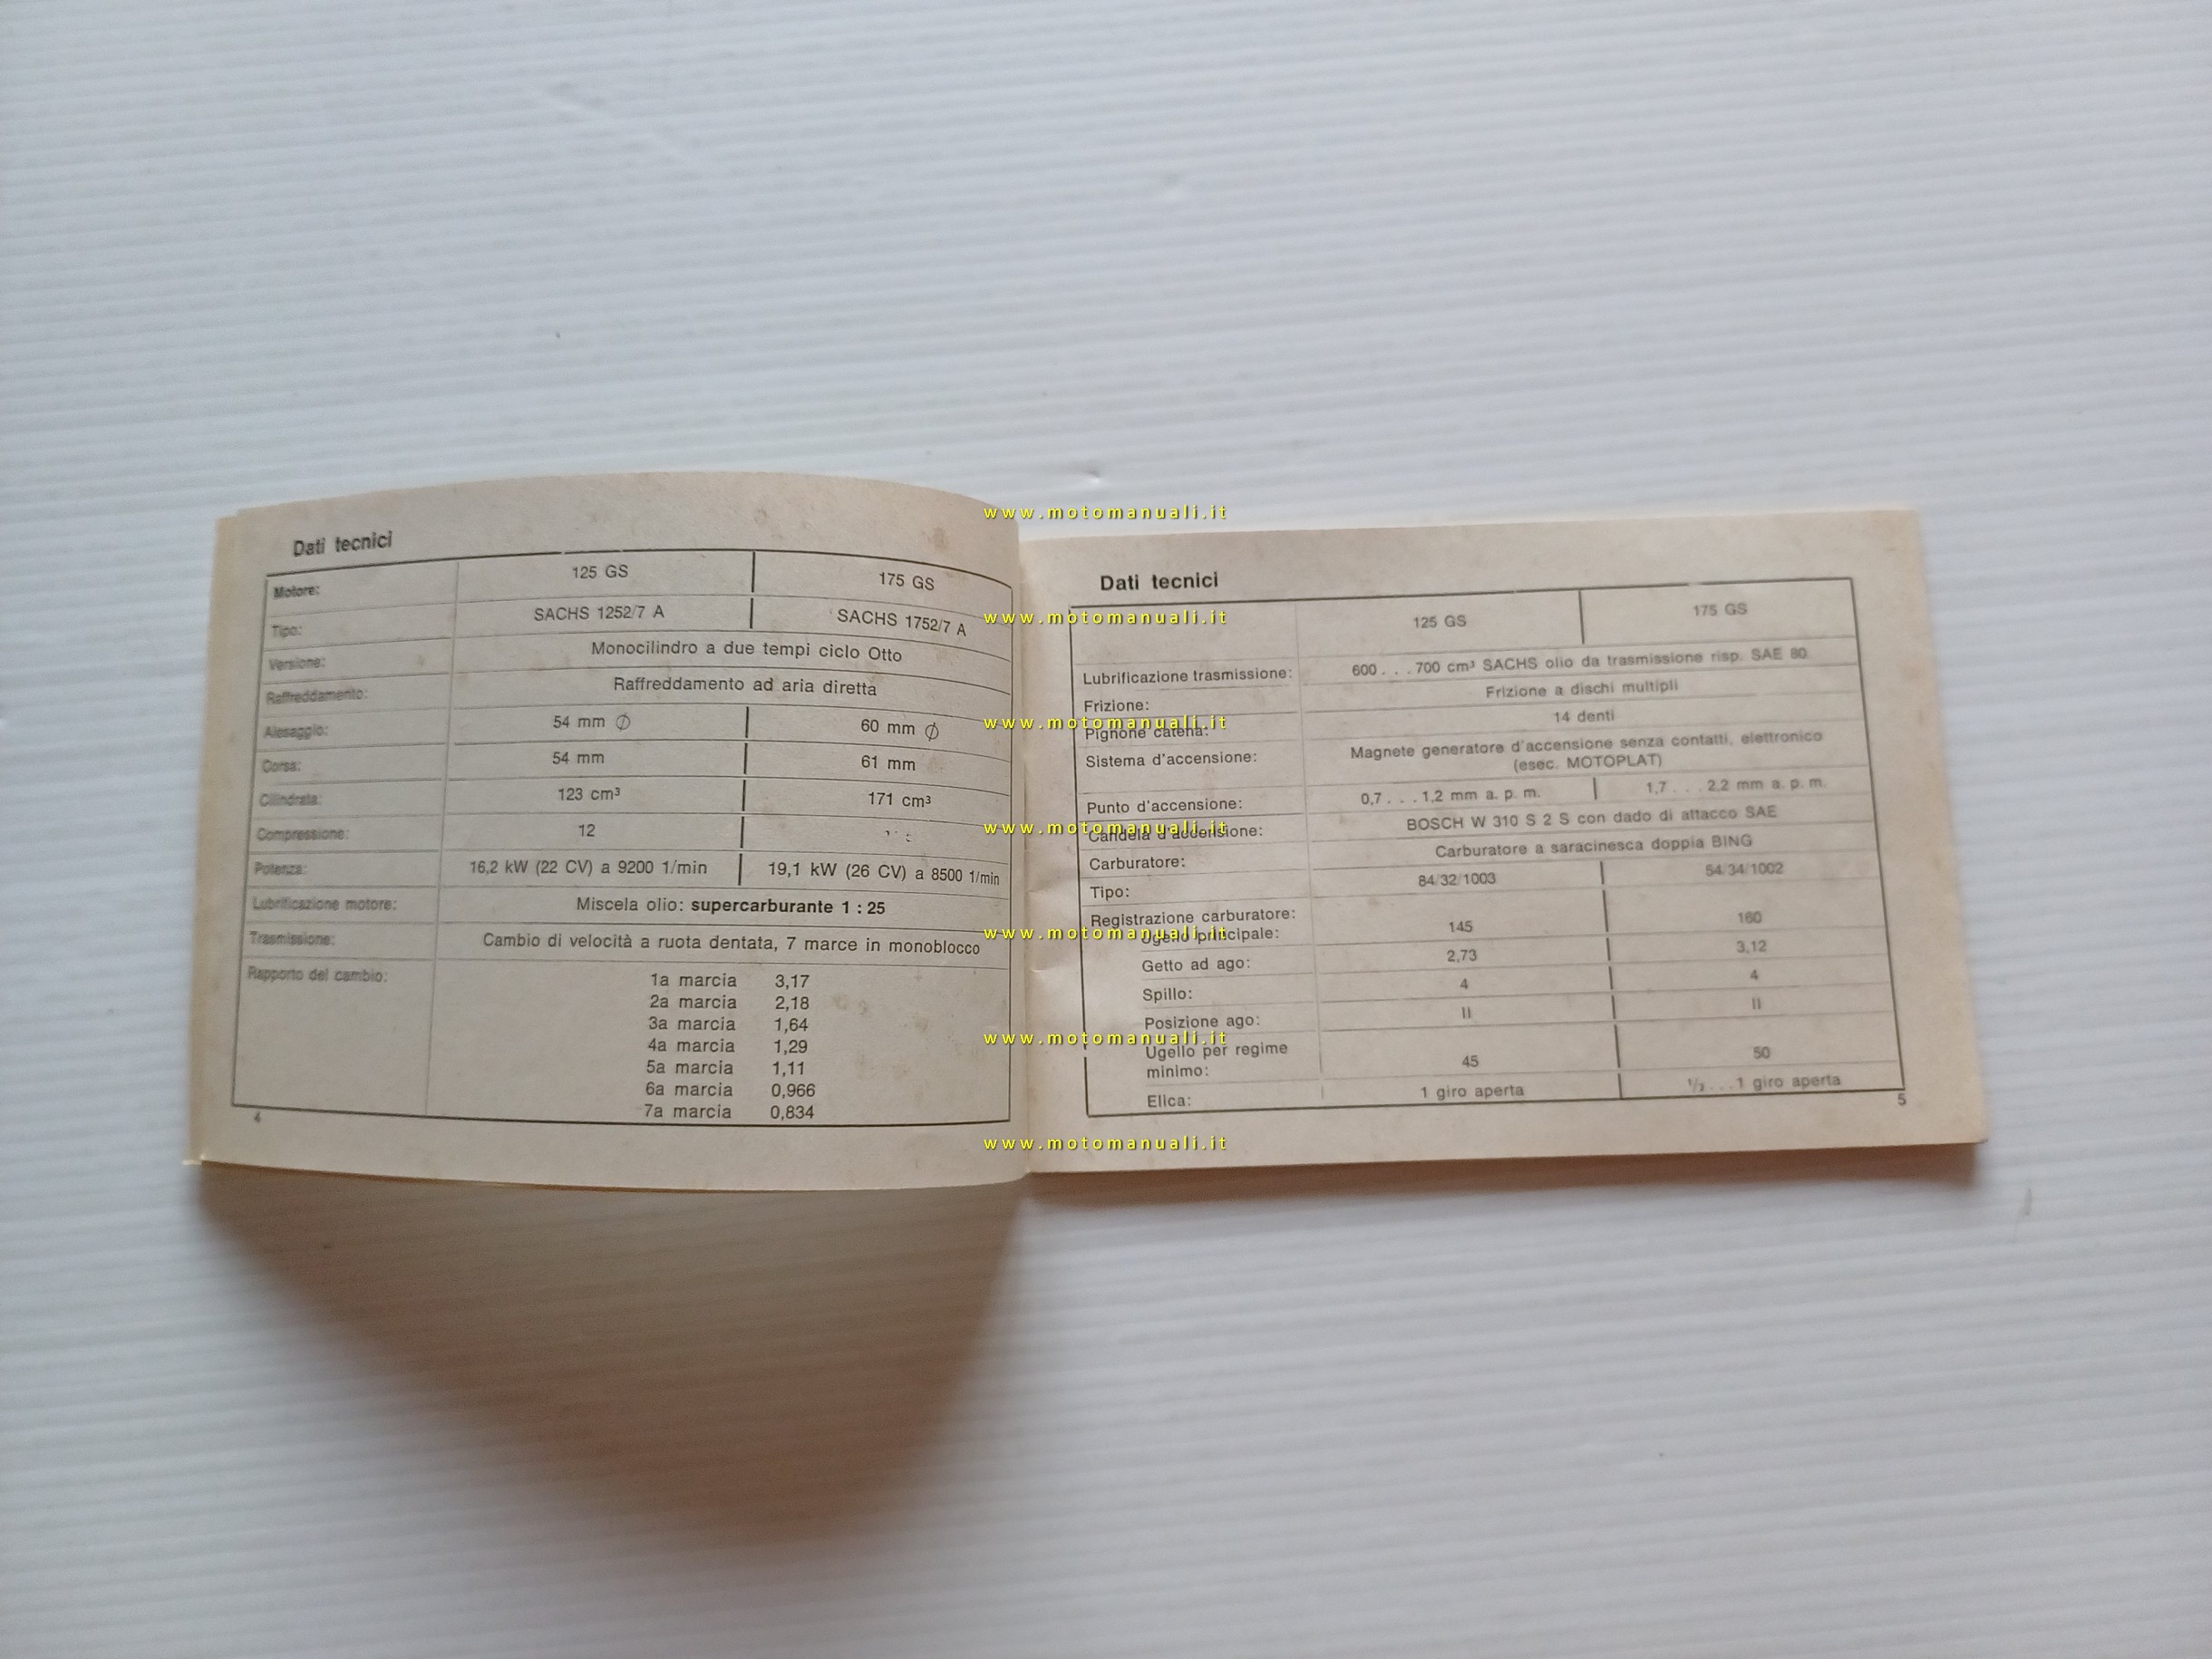 Dati tecnici
Motore: 125 GS 175 GS
Tipo: SACHS 1252/7 A SACHS 1752/7 A
Versione: Monocilindro a due tempi ciclo Otto
Raffreddamento: Raffreddamento ad aria diretta
Alesaggio: 54 mm ∅ 60 mm ∅
Corsa: 54 mm 61 mm
Cilindrata: 123 cm³ 171 cm³
Compressione: 12
Potenza: 16,2 kW (22 CV) a 9200 1/min 19,1 kW (26 CV) a 8500 1/min
Lubrificazione motore: Miscela olio: supercarburante 1 : 25
Trasmissione: Cambio di velocità a ruota dentata, 7 marce in monoblocco
Rapporto del cambio: 1a marcia 3,17
2a marcia 2,18
3a marcia 1,64
4a marcia 1,29
5a marcia 1,11
6a marcia 0,966
7a marcia 0,834
4
Dati tecnici
125 GS 175 GS
Lubrificazione trasmissione: 600 . . . 700 cm³ SACHS olio da trasmissione risp. SAE 80
Frizione: Frizione a dischi multipli
Pignone catena: 14 denti
Sistema d'accensione: Magnete generatore d'accensione senza contatti, elettronico
(esec. MOTOPLAT)
Punto d'accensione: 0,7 . . . 1,2 mm a. p. m. 1,7 . . . 2,2 mm a. p. m.
Candela d'accensione: BOSCH W 310 S 2 S con dado di attacco SAE
Carburatore: Carburatore a saracinesca doppia BING
Tipo: 84/32/1003 54/34/1002
Registrazione carburatore:
Ugello principale: 145 160
Getto ad ago: 2,73 3,12
Spillo: 4 4
Posizione ago: II II
Ugello per regime
minimo: 45 50
Elica: 1 giro aperta ½ . . . 1 giro aperta
5
www.motomanuali.it
www.motomanuali.it
www.motomanuali.it
www.motomanuali.it
www.motomanuali.it
www.motomanuali.it
www.motomanuali.it